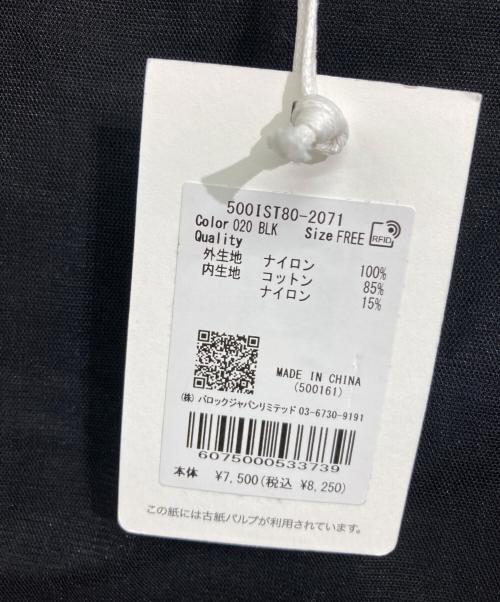 500IST80-2071
Color 020 BLK Size FREE RFID
Quality
外生地 ナイロン 100%
内生地 コットン 85%
ナイロン 15%
MADE IN CHINA
(500161)
(株) バロックジャパンリミテッド 03-6730-9191
6075000533739
本体 ¥7,500(税込 ¥8,250)
この紙には古紙パルプが利用されています。